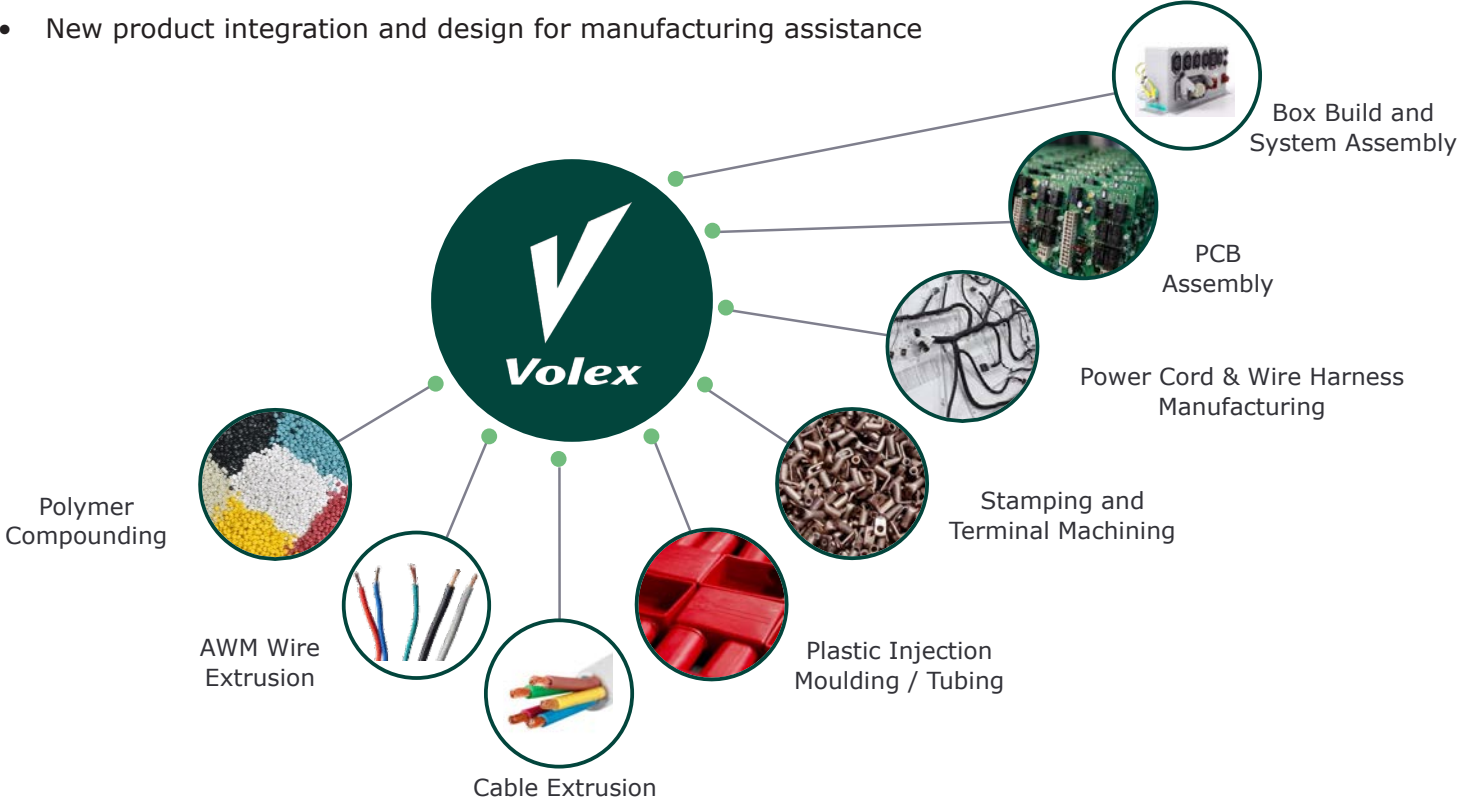 • New product integration and design for manufacturing assistance
Box Build and
System Assembly
PCB
Assembly
Volex
Power Cord & Wire Harness
Manufacturing
Polymer
Compounding
Stamping and
Terminal Machining
AWM Wire
Extrusion
Plastic Injection
Moulding / Tubing
Cable Extrusion